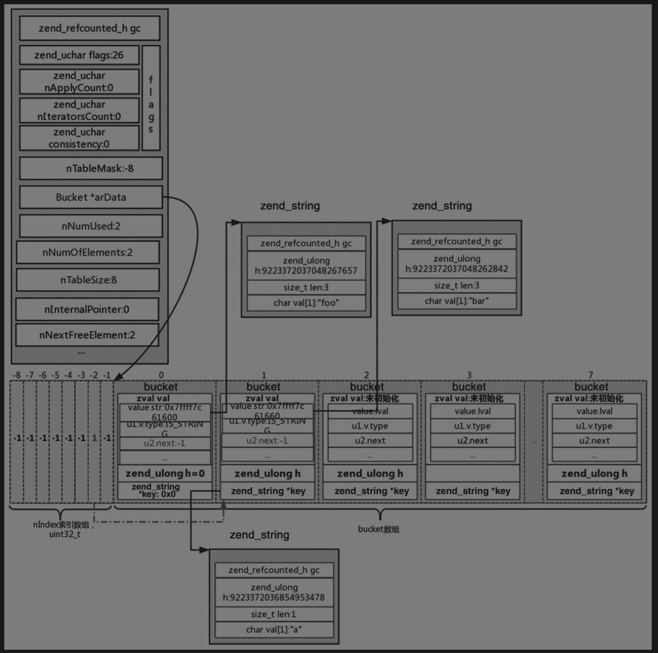 zend_refcounted_h gc
zend_uchar flags:26
zend_uchar
nApplyCount:0
zend_uchar
nIteratorsCount:0
zend_uchar
consistency:0
flags
nTableMask:-8
Bucket *arData
nNumUsed:2
nNumOfElements:2
nTableSize:8
nInternalPointer:0
nNextFreeElement:2
...
zend_string
zend_refcounted_h gc
zend_ulong
h:9223372037048267657
size_t len:3
char val[1]:"foo"
zend_string
zend_refcounted_h gc
zend_ulong
h:9223372037048262842
size_t len:3
char val[1]:"bar"
-8 -7 -6 -5 -4 -3 -2 -1
-1 -1 -1 -1 -1 -1 1 -1
nIndex索引数组,
uint32_t
0
bucket
zval val
value.str:0x7ffff7c
61600
u1.v.type:IS_STRIN
G
u2.next:-1
...
zend_ulong h=0
zend_string
*key: 0x0
1
bucket
zval val
value.str:0x7ffff7c
61660
u1.v.type:IS_STRIN
G
u2.next:-1
...
zend_ulong h
zend_string *key
2
bucket
zval val:未初始化
value.lval
u1.v.type
u2.next
...
zend_ulong h
zend_string *key
3
bucket
zval val:未初始化
value.lval
u1.v.type
u2.next
...
zend_ulong h
zend_string *key
...
7
bucket
zval val:未初始化
value.lval
u1.v.type
u2.next
...
zend_ulong h
zend_string *key
bucket数组
zend_string
zend_refcounted_h gc
zend_ulong
h:9223372036854953478
size_t len:1
char val[1]:"a"